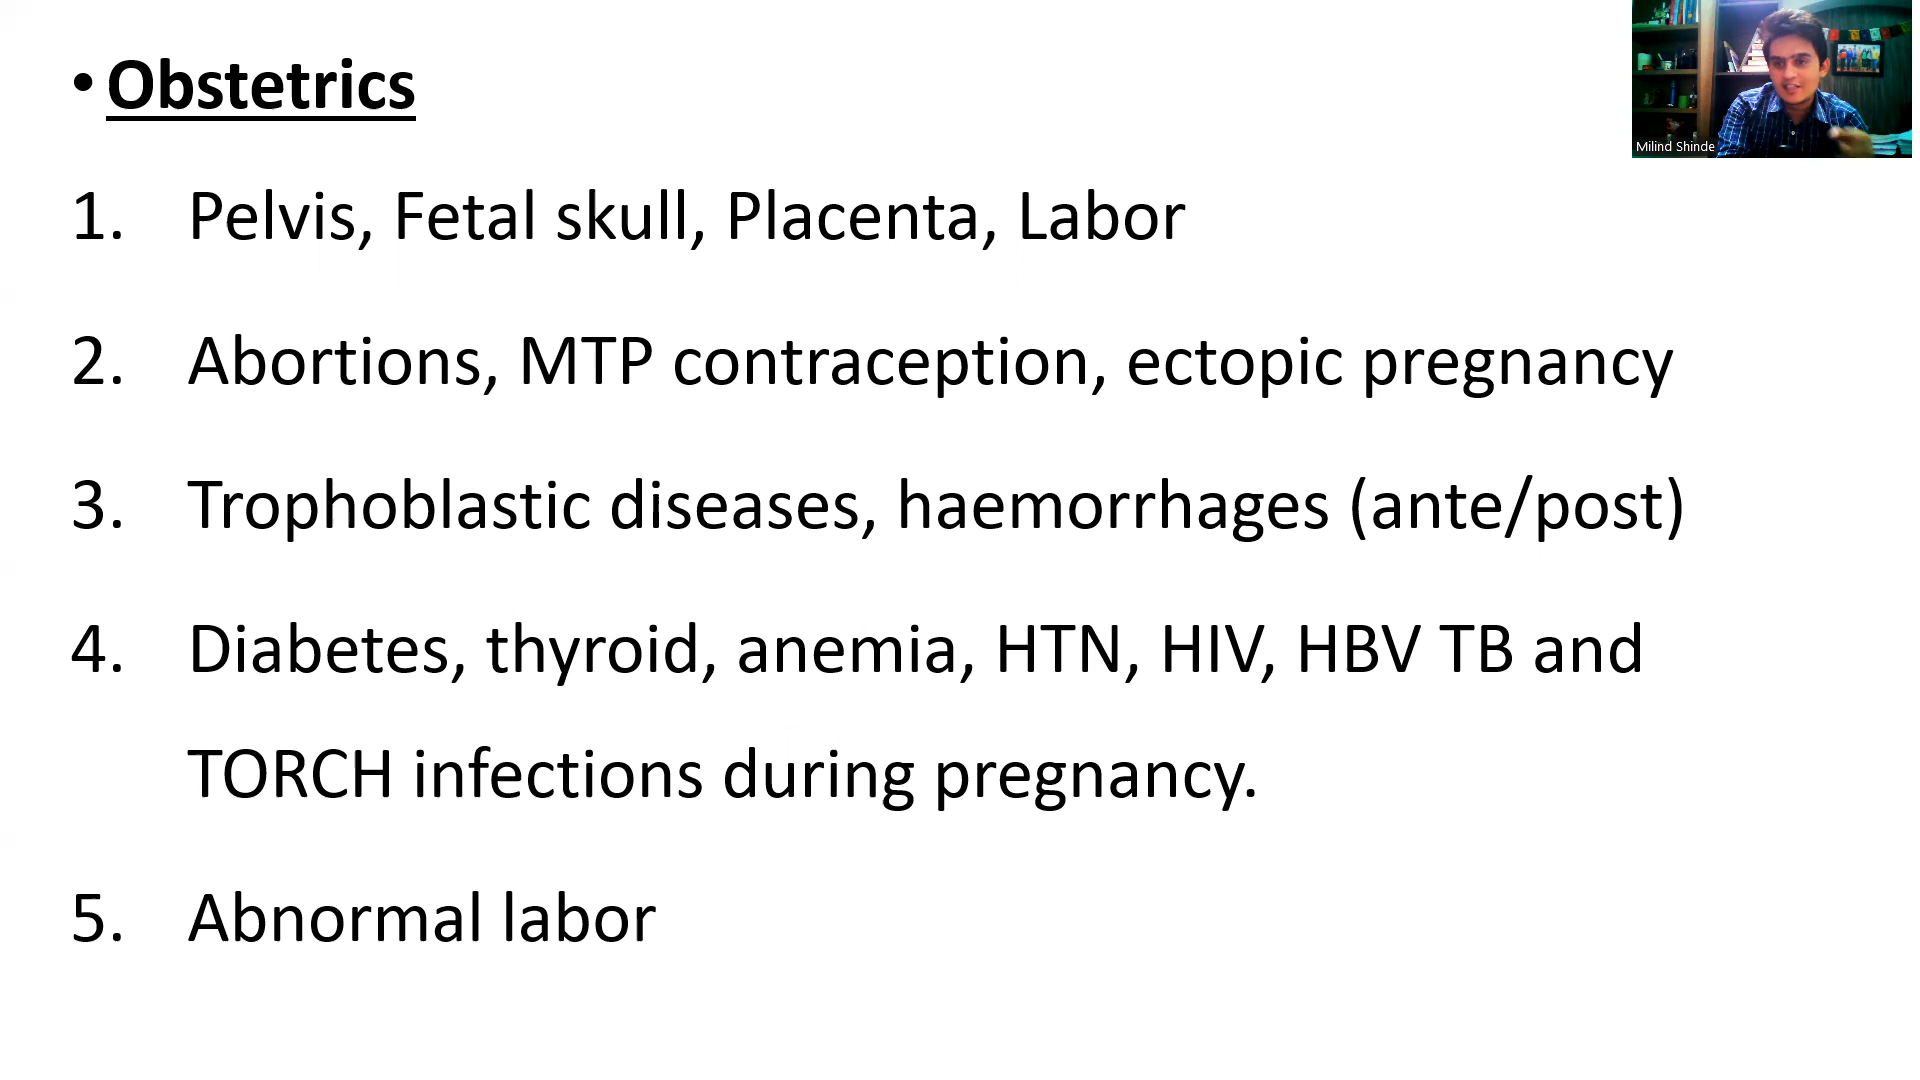 • Obstetrics
1. Pelvis, Fetal skull, Placenta, Labor
2. Abortions, MTP contraception, ectopic pregnancy
3. Trophoblastic diseases, haemorrhages (ante/post)
4. Diabetes, thyroid, anemia, HTN, HIV, HBV TB and
TORCH infections during pregnancy.
5. Abnormal labor
Milind Shinde